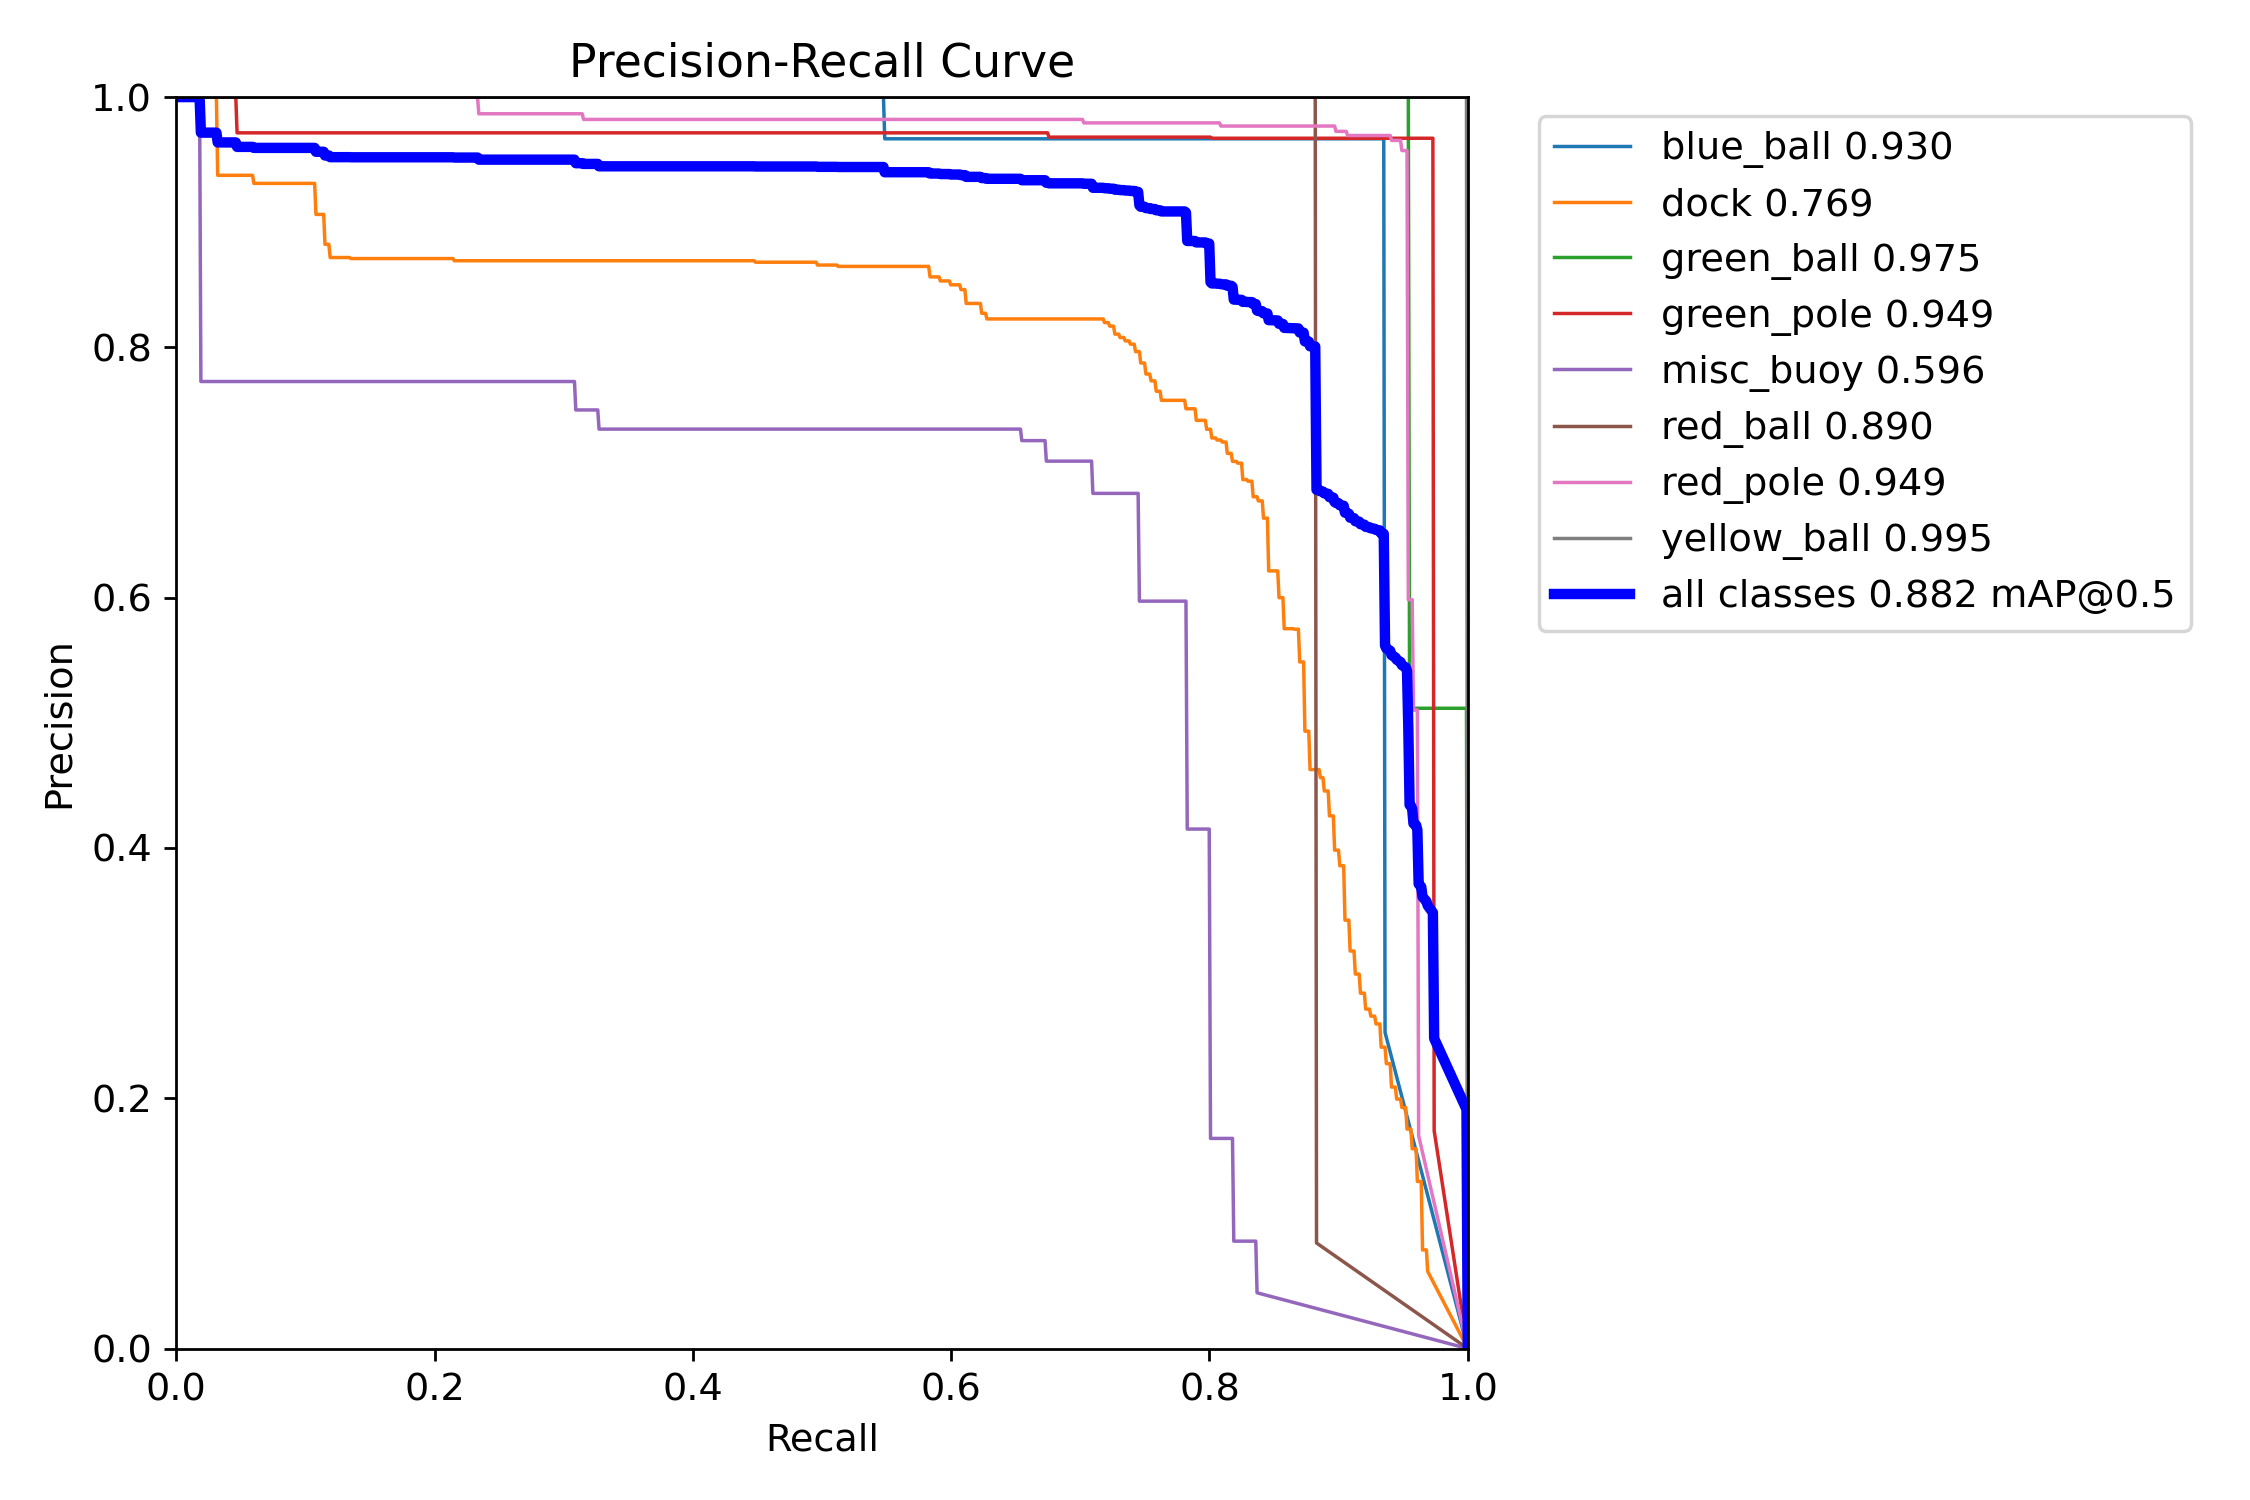 Precision-Recall Curve
1.0
0.8
0.6
0.4
0.2
0.0
Precision
0.0 0.2 0.4 0.6 0.8 1.0
Recall
blue_ball 0.930
dock 0.769
green_ball 0.975
green_pole 0.949
misc_buoy 0.596
red_ball 0.890
red_pole 0.949
yellow_ball 0.995
all classes 0.882 mAP@0.5